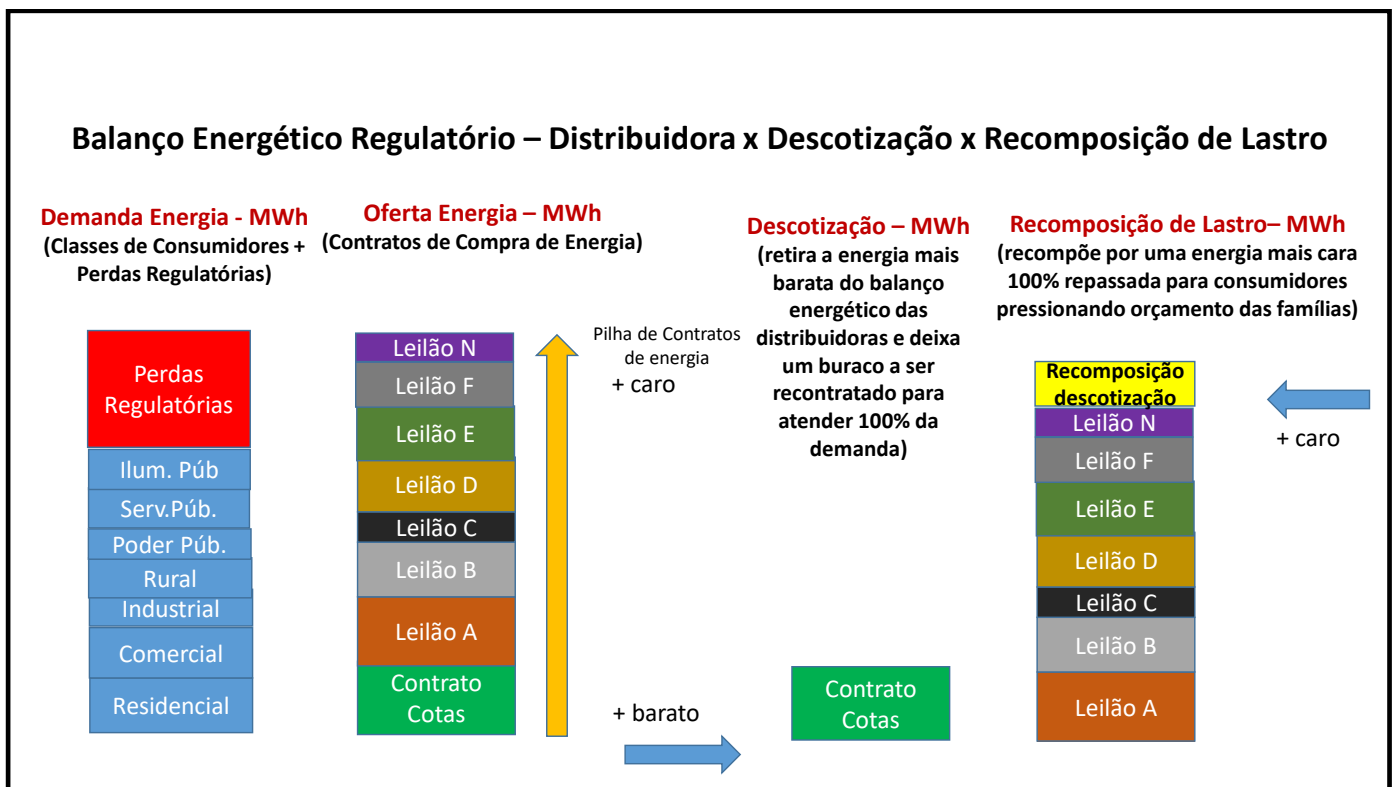 Balanço Energético Regulatório – Distribuidora x Descotização x Recomposição de Lastro
Demanda Energia - MWh
(Classes de Consumidores +
Perdas Regulatórias)
Perdas
Regulatórias
Ilum. Púb
Serv.Púb.
Poder Púb.
Rural
Industrial
Comercial
Residencial
Oferta Energia – MWh
(Contratos de Compra de Energia)
Leilão N
Leilão F
Leilão E
Leilão D
Leilão C
Leilão B
Leilão A
Contrato
Cotas
Pilha de Contratos
de energia
+ caro
+ barato
Descotização – MWh
(retira a energia mais
barata do balanço
energético das
distribuidoras e deixa
um buraco a ser
recontratado para
atender 100% da
demanda)
Contrato
Cotas
Recomposição de Lastro– MWh
(recompõe por uma energia mais cara
100% repassada para consumidores
pressionando orçamento das famílias)
Recomposição
descotização
Leilão N
Leilão F
Leilão E
Leilão D
Leilão C
Leilão B
Leilão A
+ caro